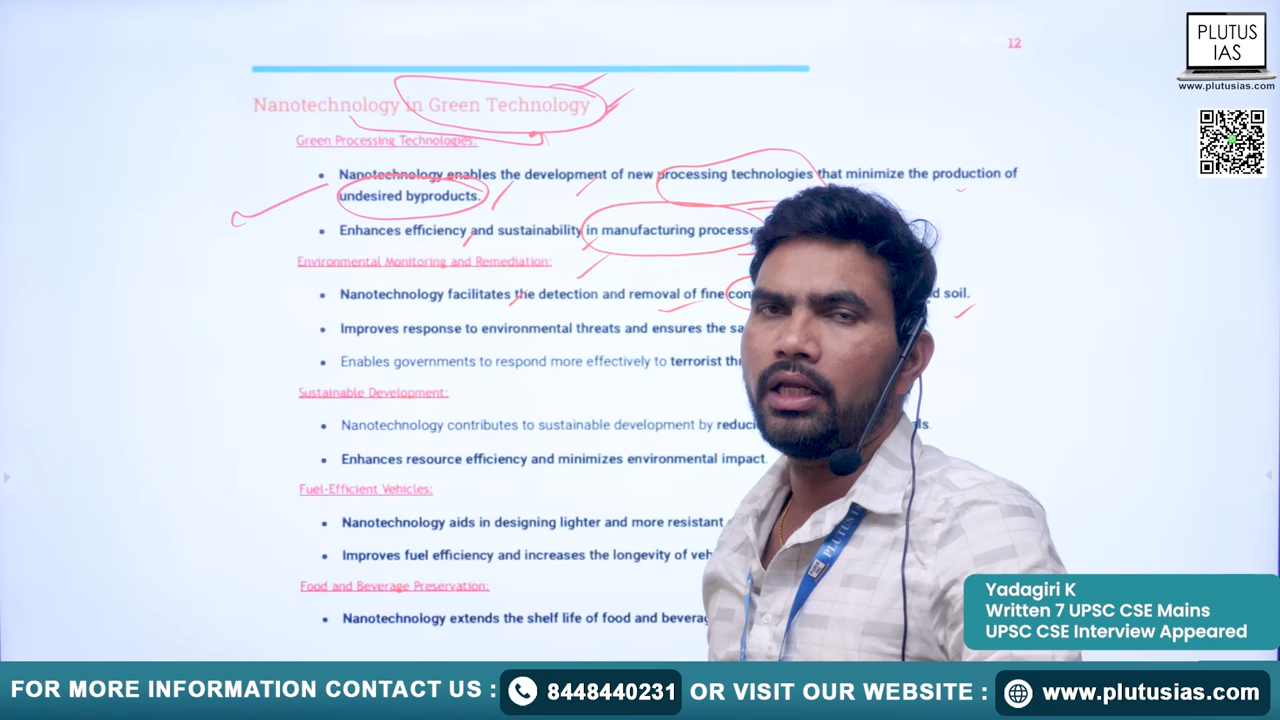 12
PLUTUS
IAS
www.plutusias.com
Nanotechnology in Green Technology
Green Processing Technologies:
• Nanotechnology enables the development of new processing technologies that minimize the production of
undesired byproducts.
• Enhances efficiency and sustainability in manufacturing processe
Environmental Monitoring and Remediation:
• Nanotechnology facilitates the detection and removal of fine con d soil.
• Improves response to environmental threats and ensures the sa
• Enables governments to respond more effectively to terrorist thr
Sustainable Development:
• Nanotechnology contributes to sustainable development by reduci als.
• Enhances resource efficiency and minimizes environmental impact.
Fuel-Efficient Vehicles:
• Nanotechnology aids in designing lighter and more resistant
• Improves fuel efficiency and increases the longevity of veh
Food and Beverage Preservation:
• Nanotechnology extends the shelf life of food and bevera
PLUTUS
Yadagiri K
Written 7 UPSC CSE Mains
UPSC CSE Interview Appeared
FOR MORE INFORMATION CONTACT US : 8448440231 OR VISIT OUR WEBSITE : www.plutusias.com